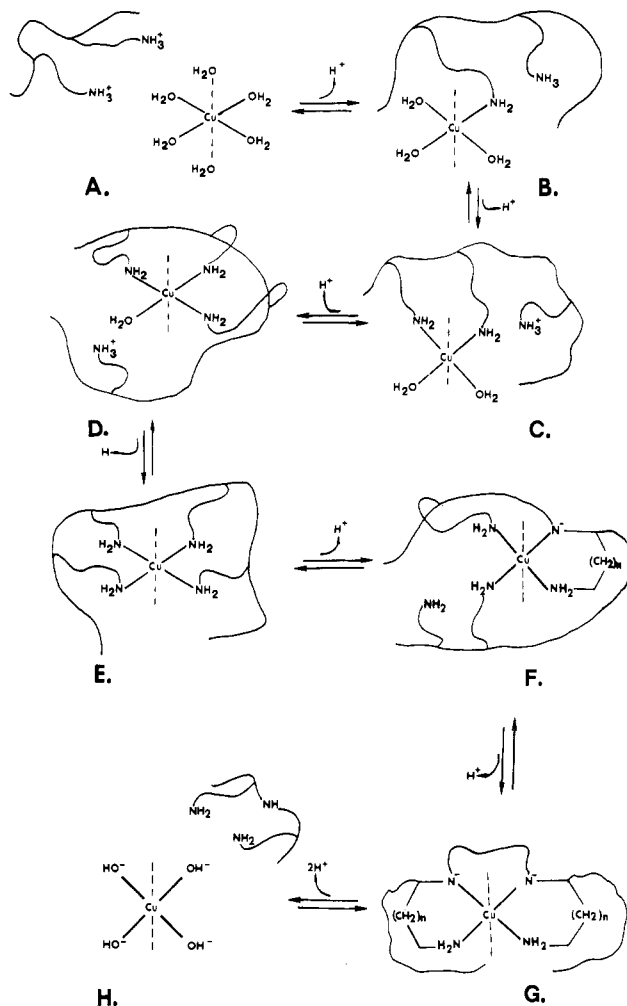 NH₃⁺
NH₃⁺
H₂O
H₂O OH₂
Cu
H₂O OH₂
H₂O
A.
H⁺
NH₃
NH₂
H₂O
Cu
H₂O OH₂
B.
H⁺
NH₂ NH₂
Cu
H₂O
NH₂
NH₃⁺
D.
H⁺
NH₂ NH₂ NH₃⁺
Cu
H₂O OH₂
C.
H
H₂N NH₂
Cu
H₂N NH₂
E.
H⁺
H₂N N⁻
Cu (CH₂)n
H₂N NH₂
NH₂
F.
H⁺
NH₂ NH
NH₂
HO⁻ OH⁻
Cu
HO⁻ OH⁻
H.
2H⁺
N⁻ N⁻
(CH₂)n Cu (CH₂)n
H₂N NH₂
G.